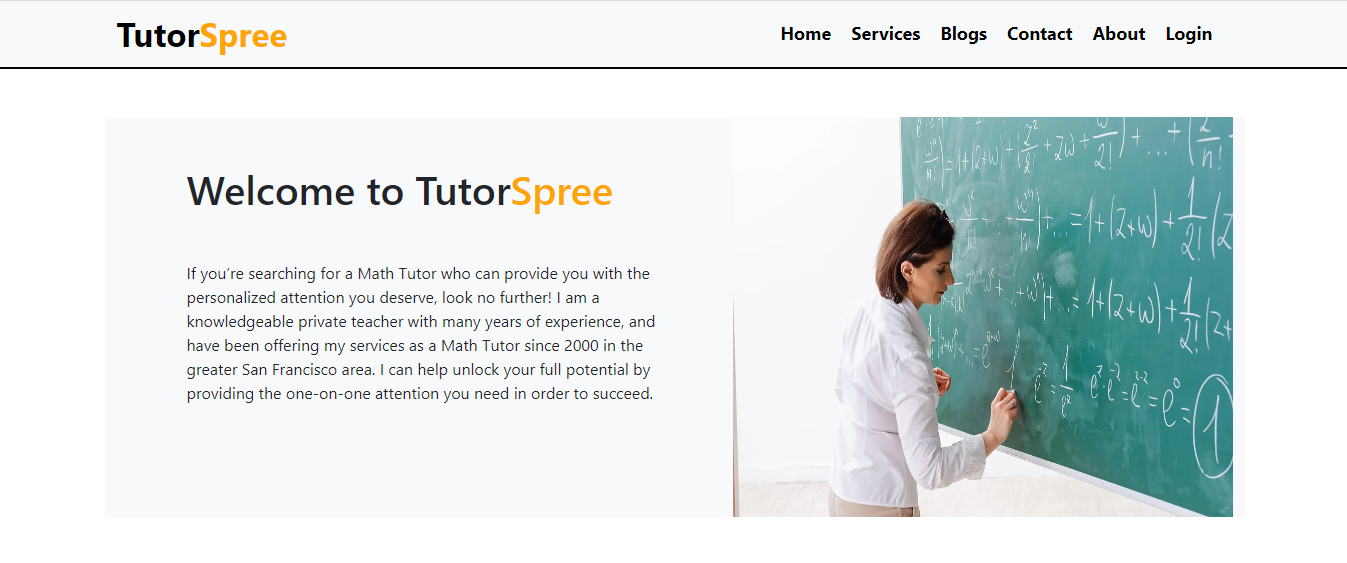 TutorSpree
Home Services Blogs Contact About Login
Welcome to TutorSpree
If you’re searching for a Math Tutor who can provide you with the
personalized attention you deserve, look no further! I am a
knowledgeable private teacher with many years of experience, and
have been offering my services as a Math Tutor since 2000 in the
greater San Francisco area. I can help unlock your full potential by
providing the one-on-one attention you need in order to succeed.
=1+(z+w)+
1+(z+w)+